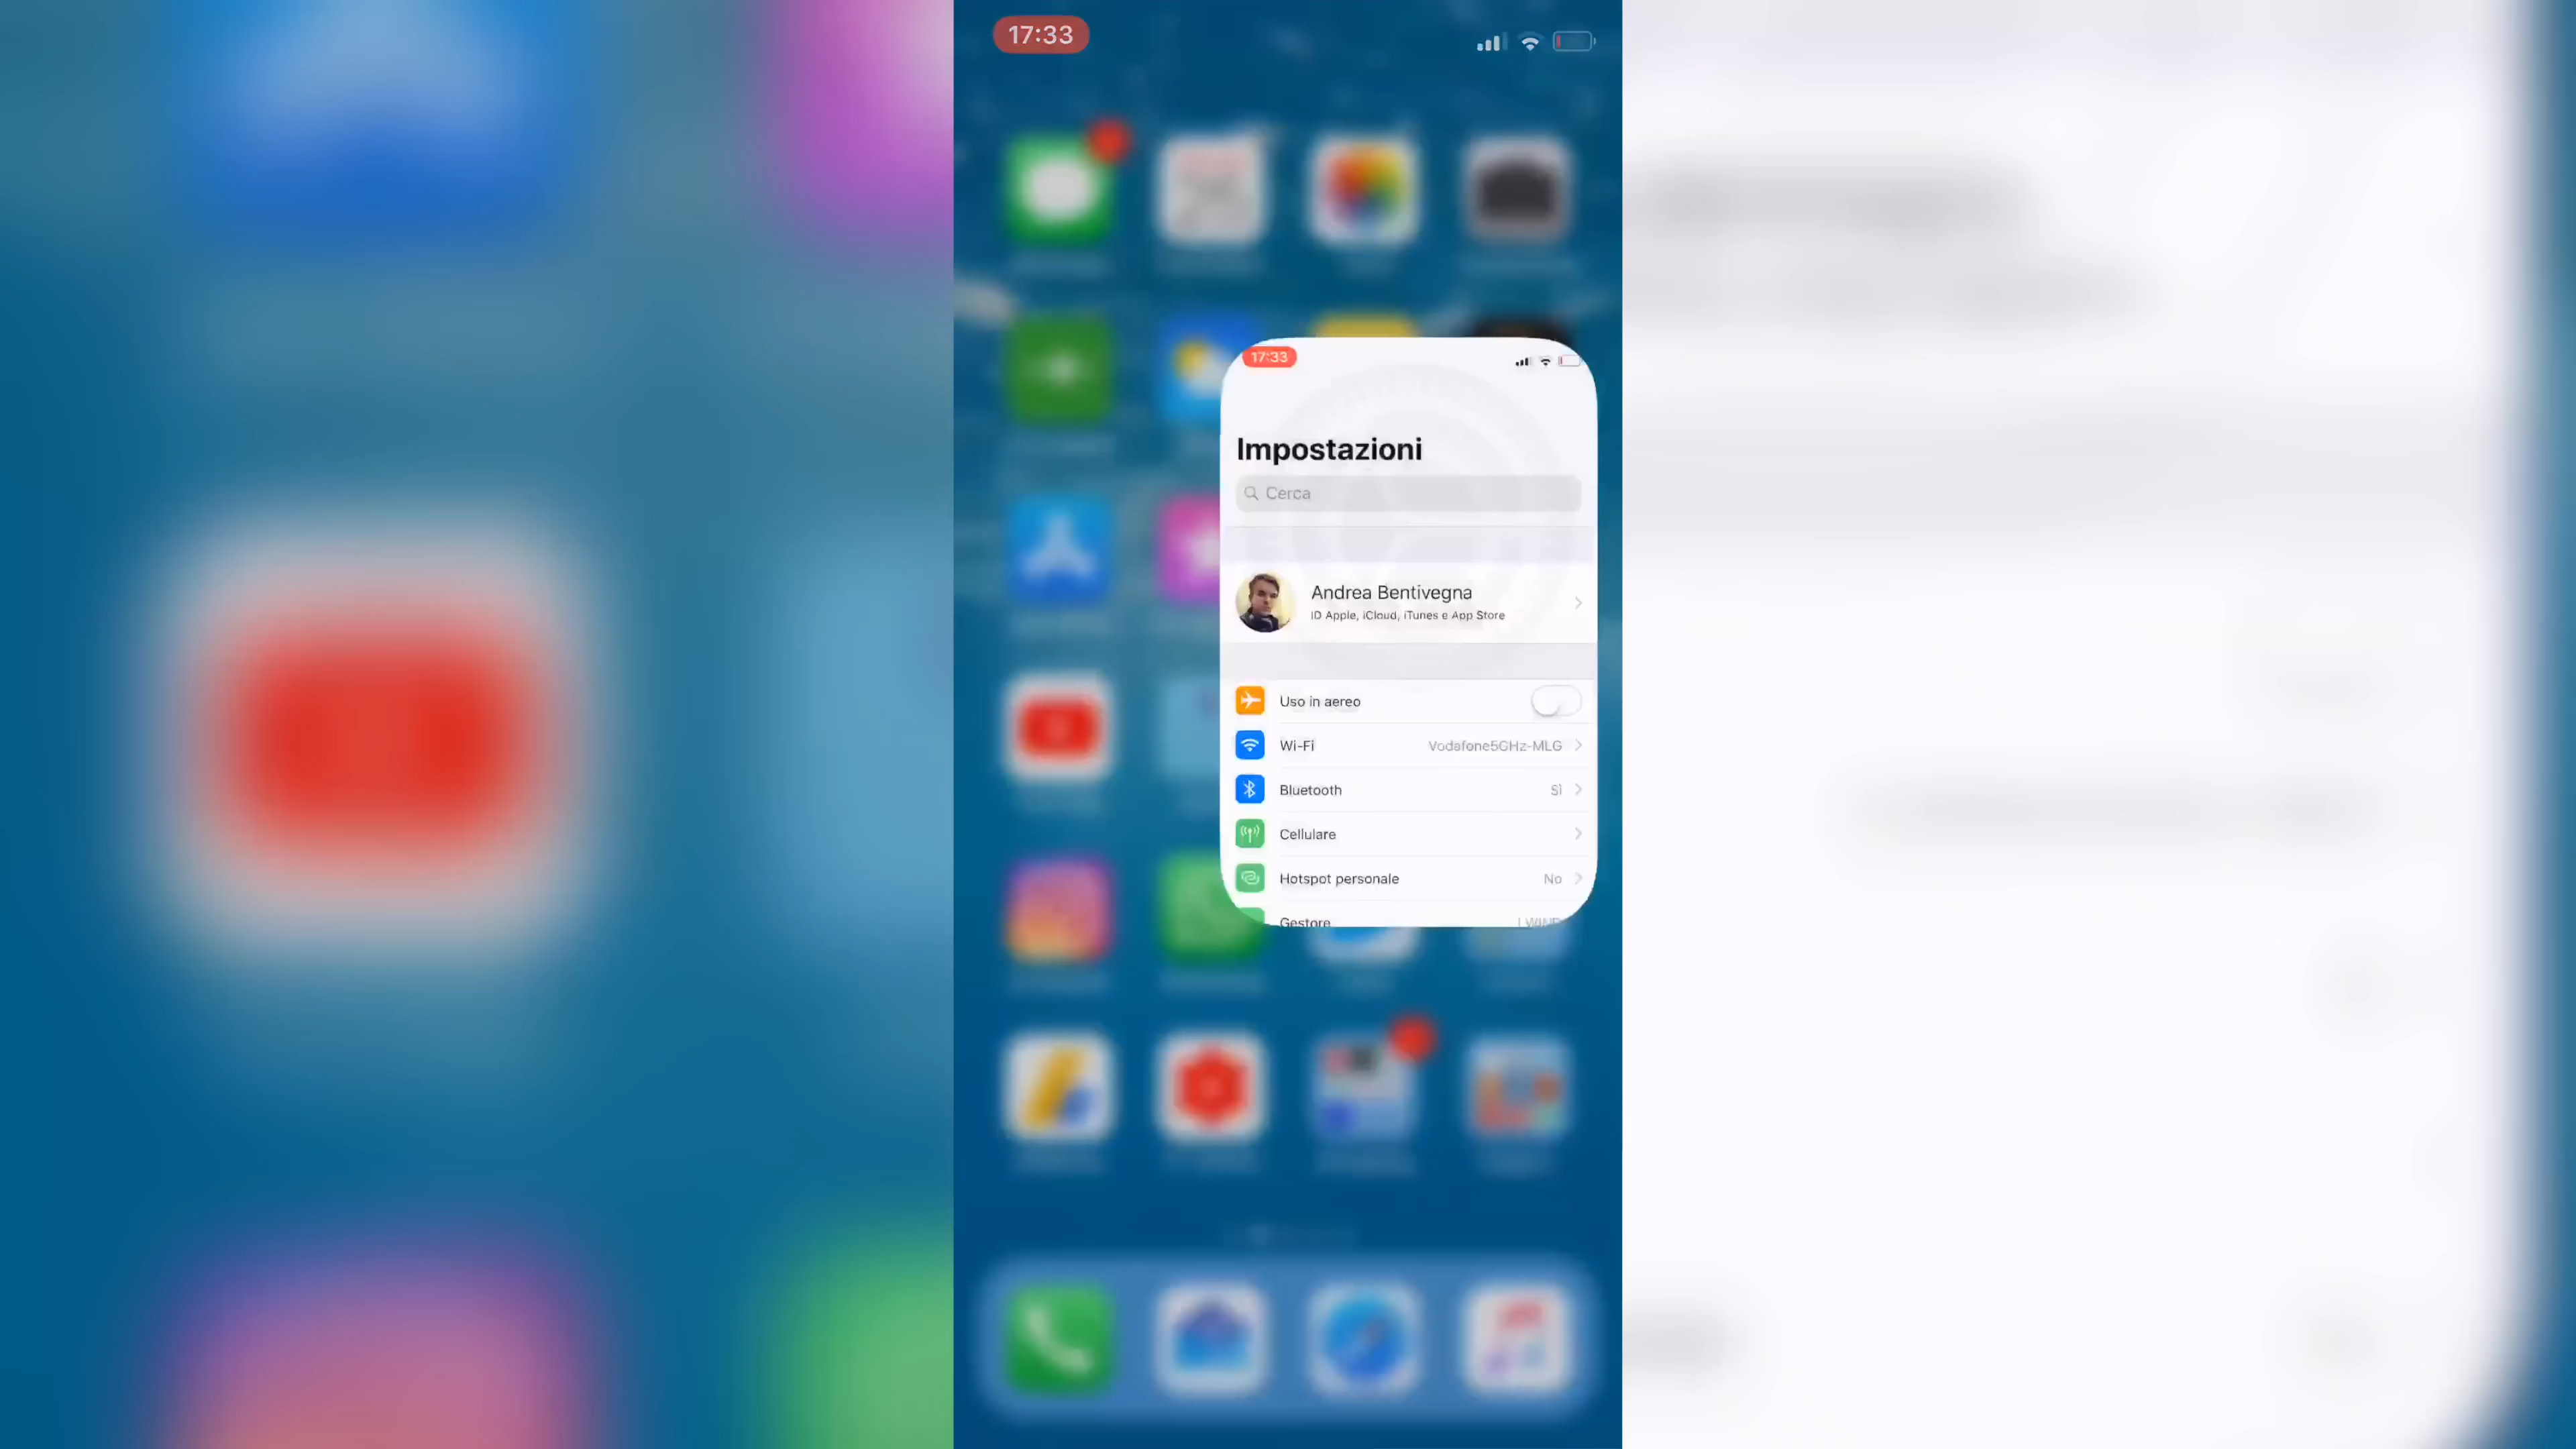 17:33
17:33
Impostazioni
Cerca
Andrea Bentivegna
ID Apple, iCloud, iTunes e App Store
Uso in aereo
Wi-Fi Vodafone5GHz-MLG
Bluetooth Sì
Cellulare
Hotspot personale No
Gestore